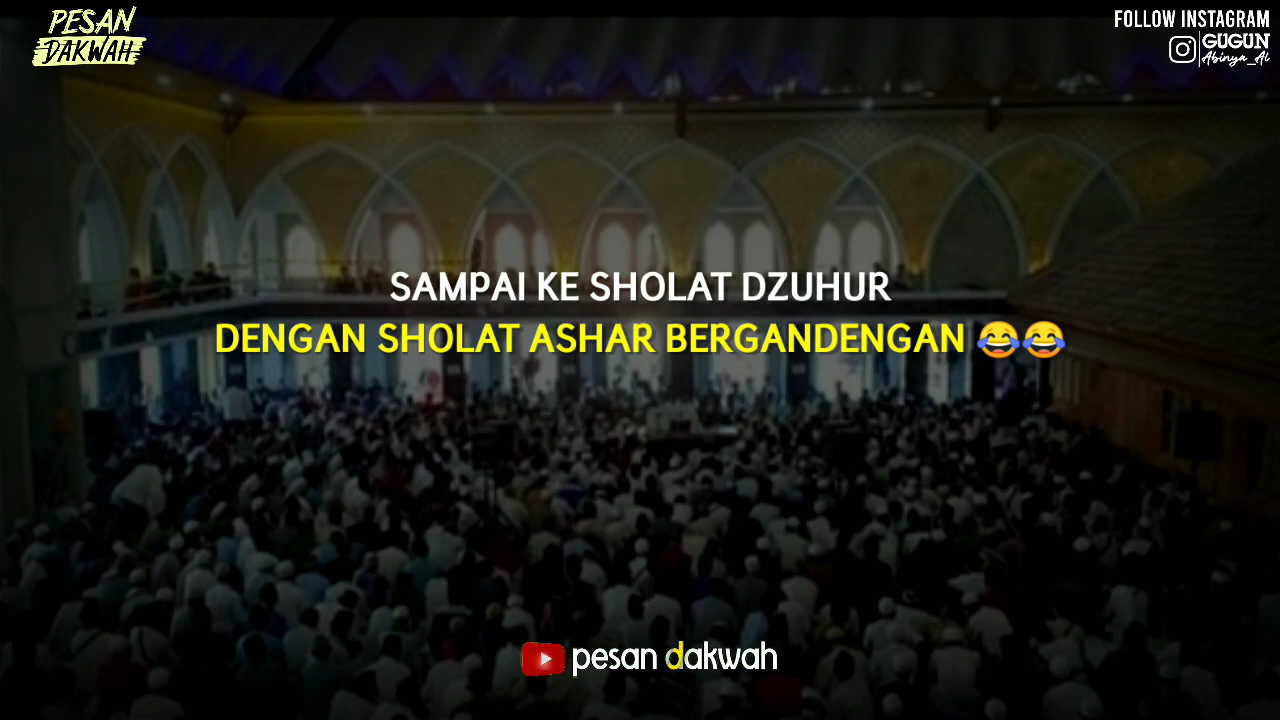 PESAN
DAKWAH
FOLLOW INSTAGRAM
GUGUN
Abinya_Al
SAMPAI KE SHOLAT DZUHUR
DENGAN SHOLAT ASHAR BERGANDENGAN 😂😂
pesan dakwah